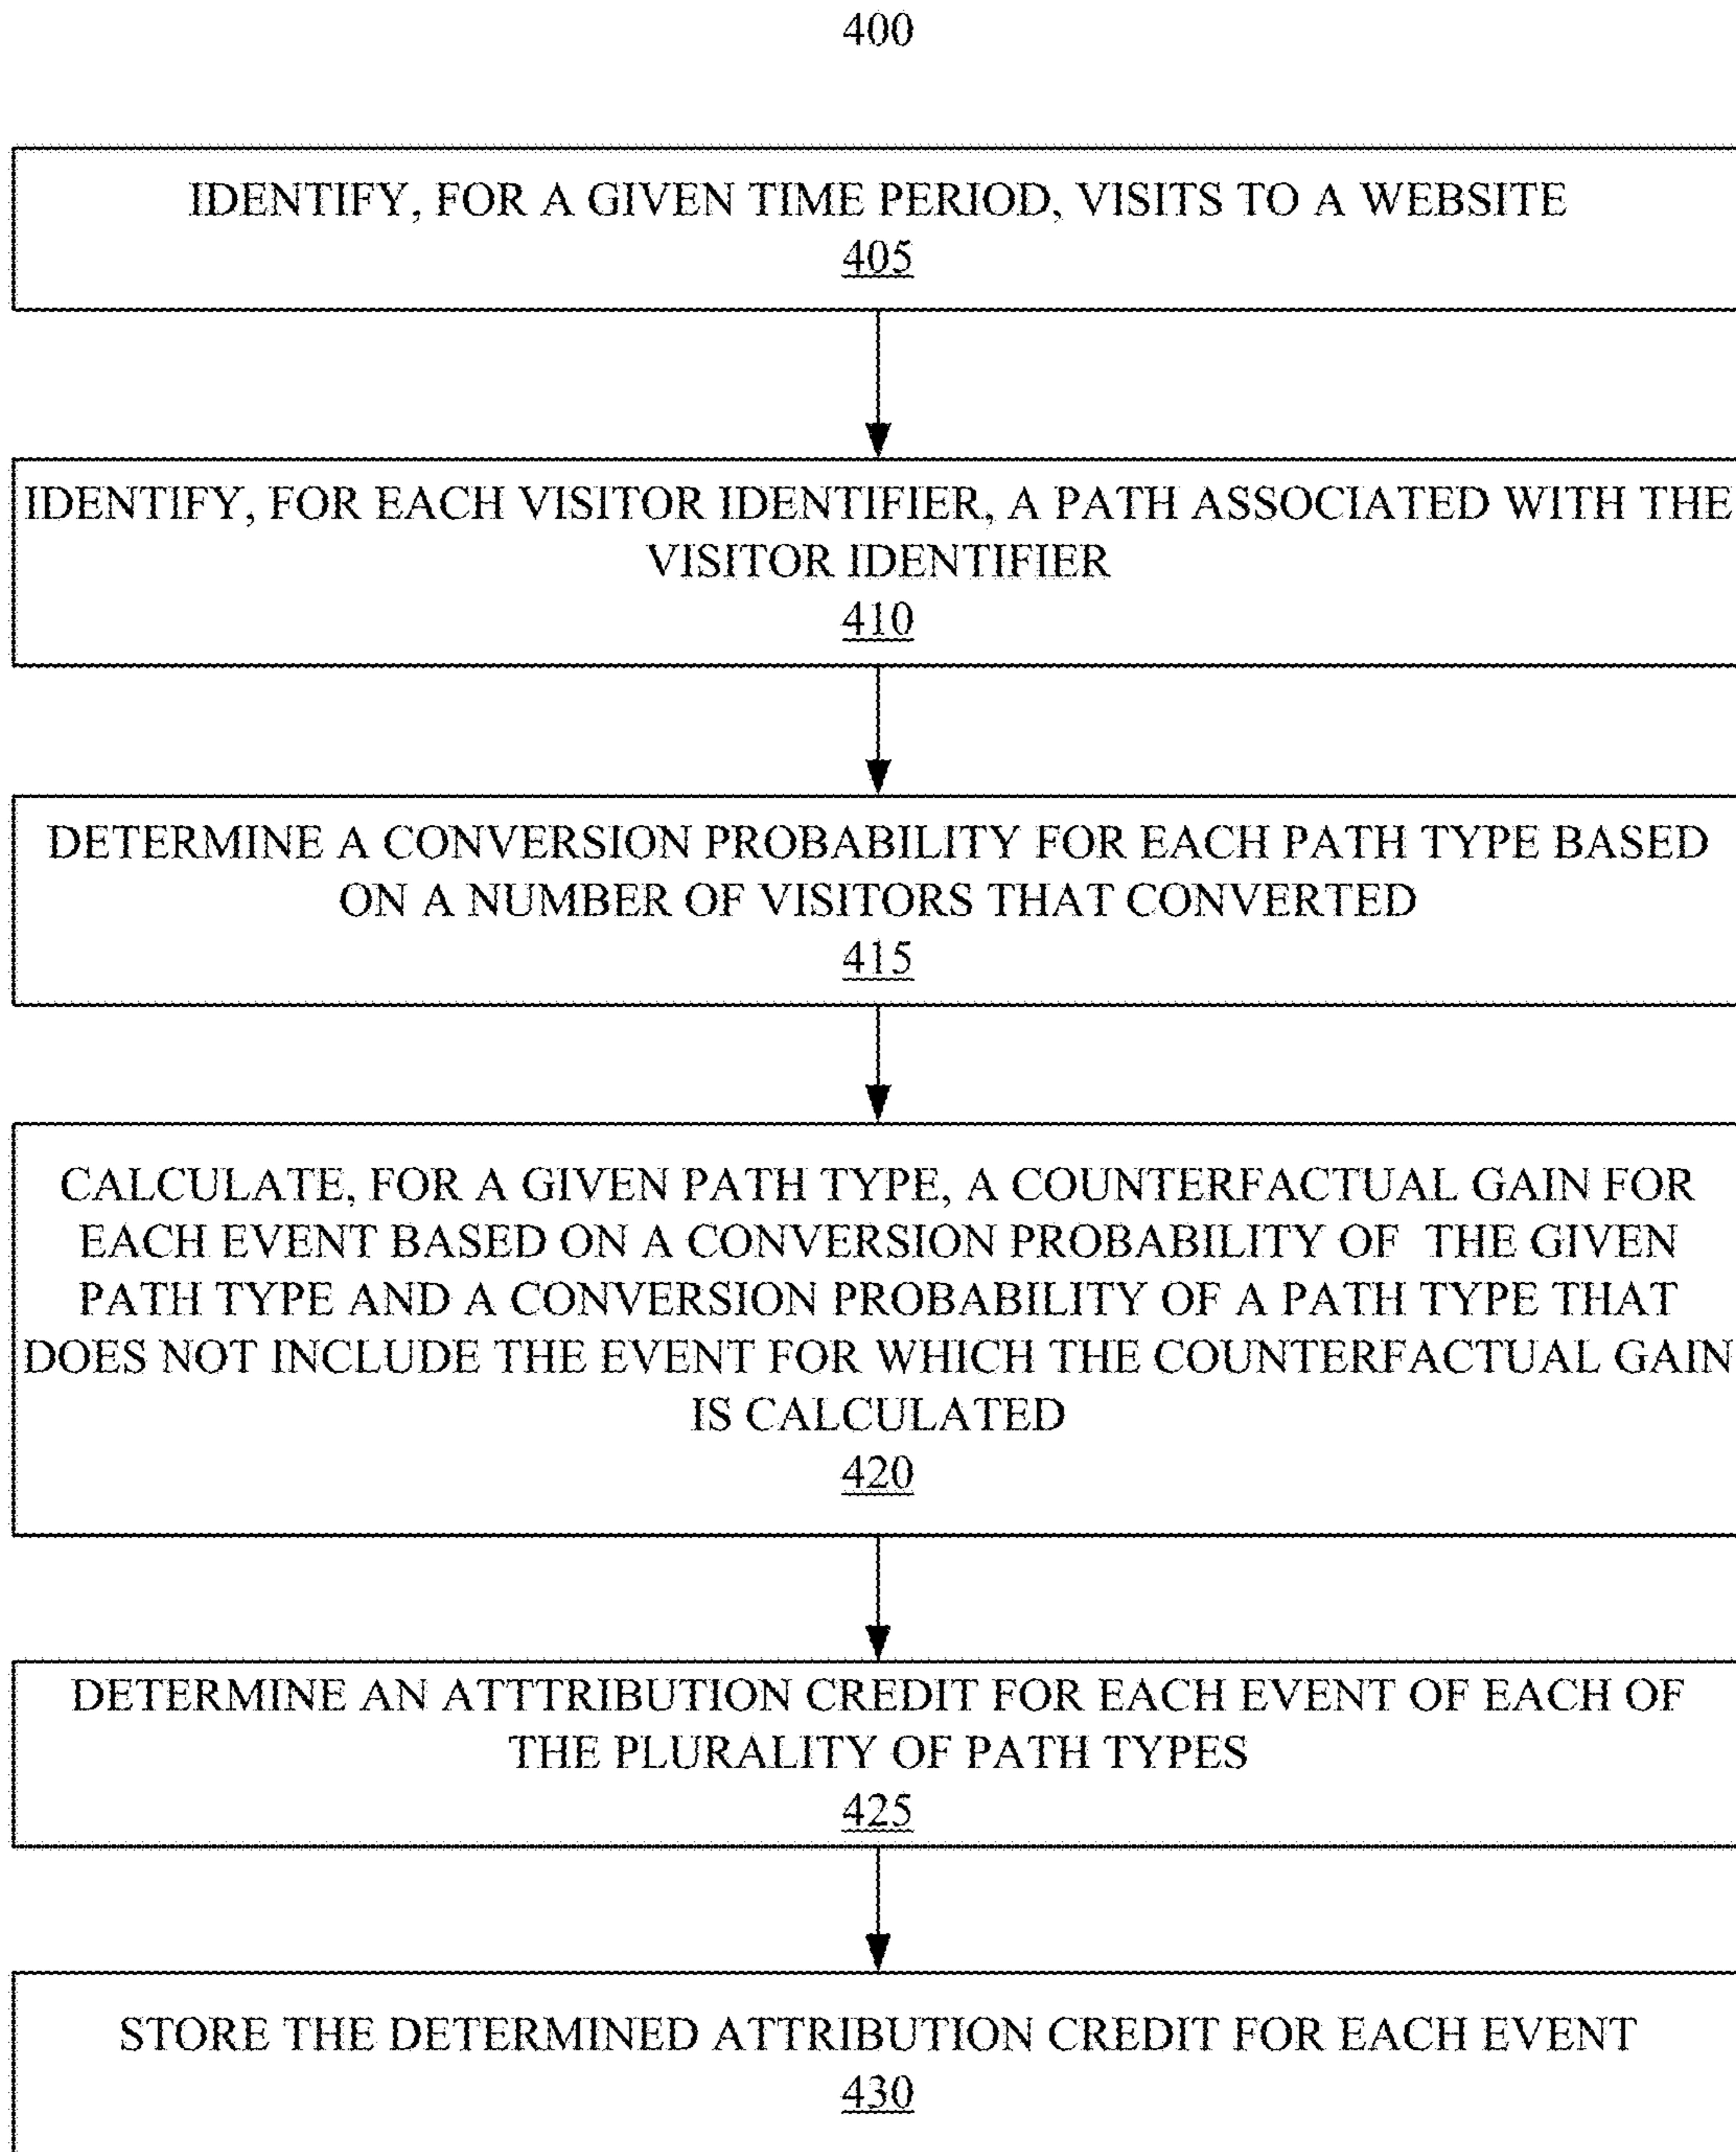 400
IDENTIFY, FOR A GIVEN TIME PERIOD, VISITS TO A WEBSITE
405
IDENTIFY, FOR EACH VISITOR IDENTIFIER, A PATH ASSOCIATED WITH THE
VISITOR IDENTIFIER
410
DETERMINE A CONVERSION PROBABILITY FOR EACH PATH TYPE BASED
ON A NUMBER OF VISITORS THAT CONVERTED
415
CALCULATE, FOR A GIVEN PATH TYPE, A COUNTERFACTUAL GAIN FOR
EACH EVENT BASED ON A CONVERSION PROBABILITY OF THE GIVEN
PATH TYPE AND A CONVERSION PROBABILITY OF A PATH TYPE THAT
DOES NOT INCLUDE THE EVENT FOR WHICH THE COUNTERFACTUAL GAIN
IS CALCULATED
420
DETERMINE AN ATTTRIBUTION CREDIT FOR EACH EVENT OF EACH OF
THE PLURALITY OF PATH TYPES
425
STORE THE DETERMINED ATTRIBUTION CREDIT FOR EACH EVENT
430